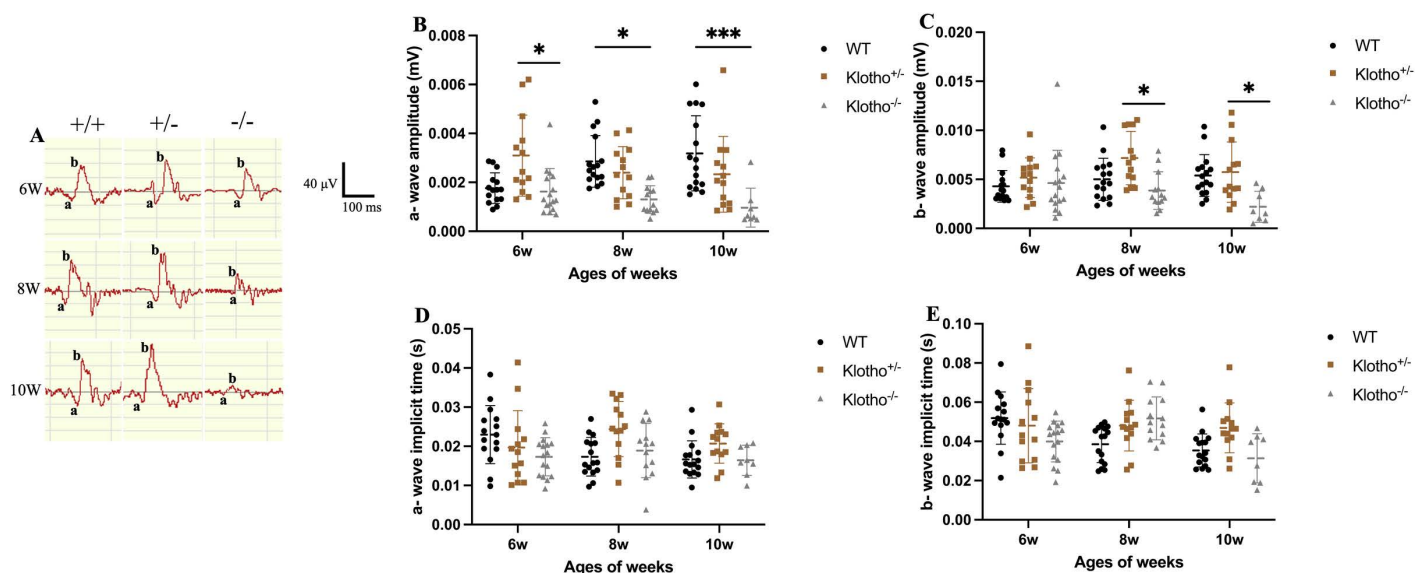 A
+/+ +/- -/-
6W
8W
10W
b b b
a a a
b b b
a a a
b b b
a a a
40 μV
100 ms
B
a- wave amplitude (mV)
0.008
0.006
0.004
0.002
0.000
* * ***
6w 8w 10w
Ages of weeks
WT
Klotho+/-
Klotho-/-
C
b- wave amplitude (mV)
0.020
0.015
0.010
0.005
0.000
* *
6w 8w 10w
Ages of weeks
WT
Klotho+/-
Klotho-/-
D
a- wave implicit time (s)
0.05
0.04
0.03
0.02
0.01
0.00
6w 8w 10w
Ages of weeks
WT
Klotho+/-
Klotho-/-
E
b- wave implicit time (s)
0.10
0.08
0.06
0.04
0.02
0.00
6w 8w 10w
Ages of weeks
WT
Klotho+/-
Klotho-/-